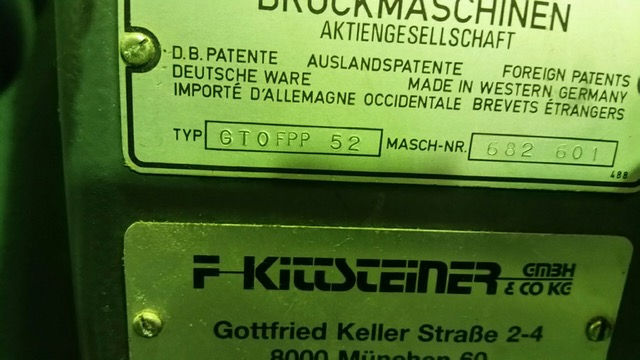 DRUCKMASCHINEN
AKTIENGESELLSCHAFT
D.B. PATENTE AUSLANDSPATENTE FOREIGN PATENTS
DEUTSCHE WARE MADE IN WESTERN GERMANY
IMPORTÉ D'ALLEMAGNE OCCIDENTALE BREVETS ÉTRANGERS
TYP GTOFPP 52 MASCH-NR. 682 601
488
F-KITTSTEINER GMBH
& CO KG
Gottfried Keller Straße 2-4
8000 München 60